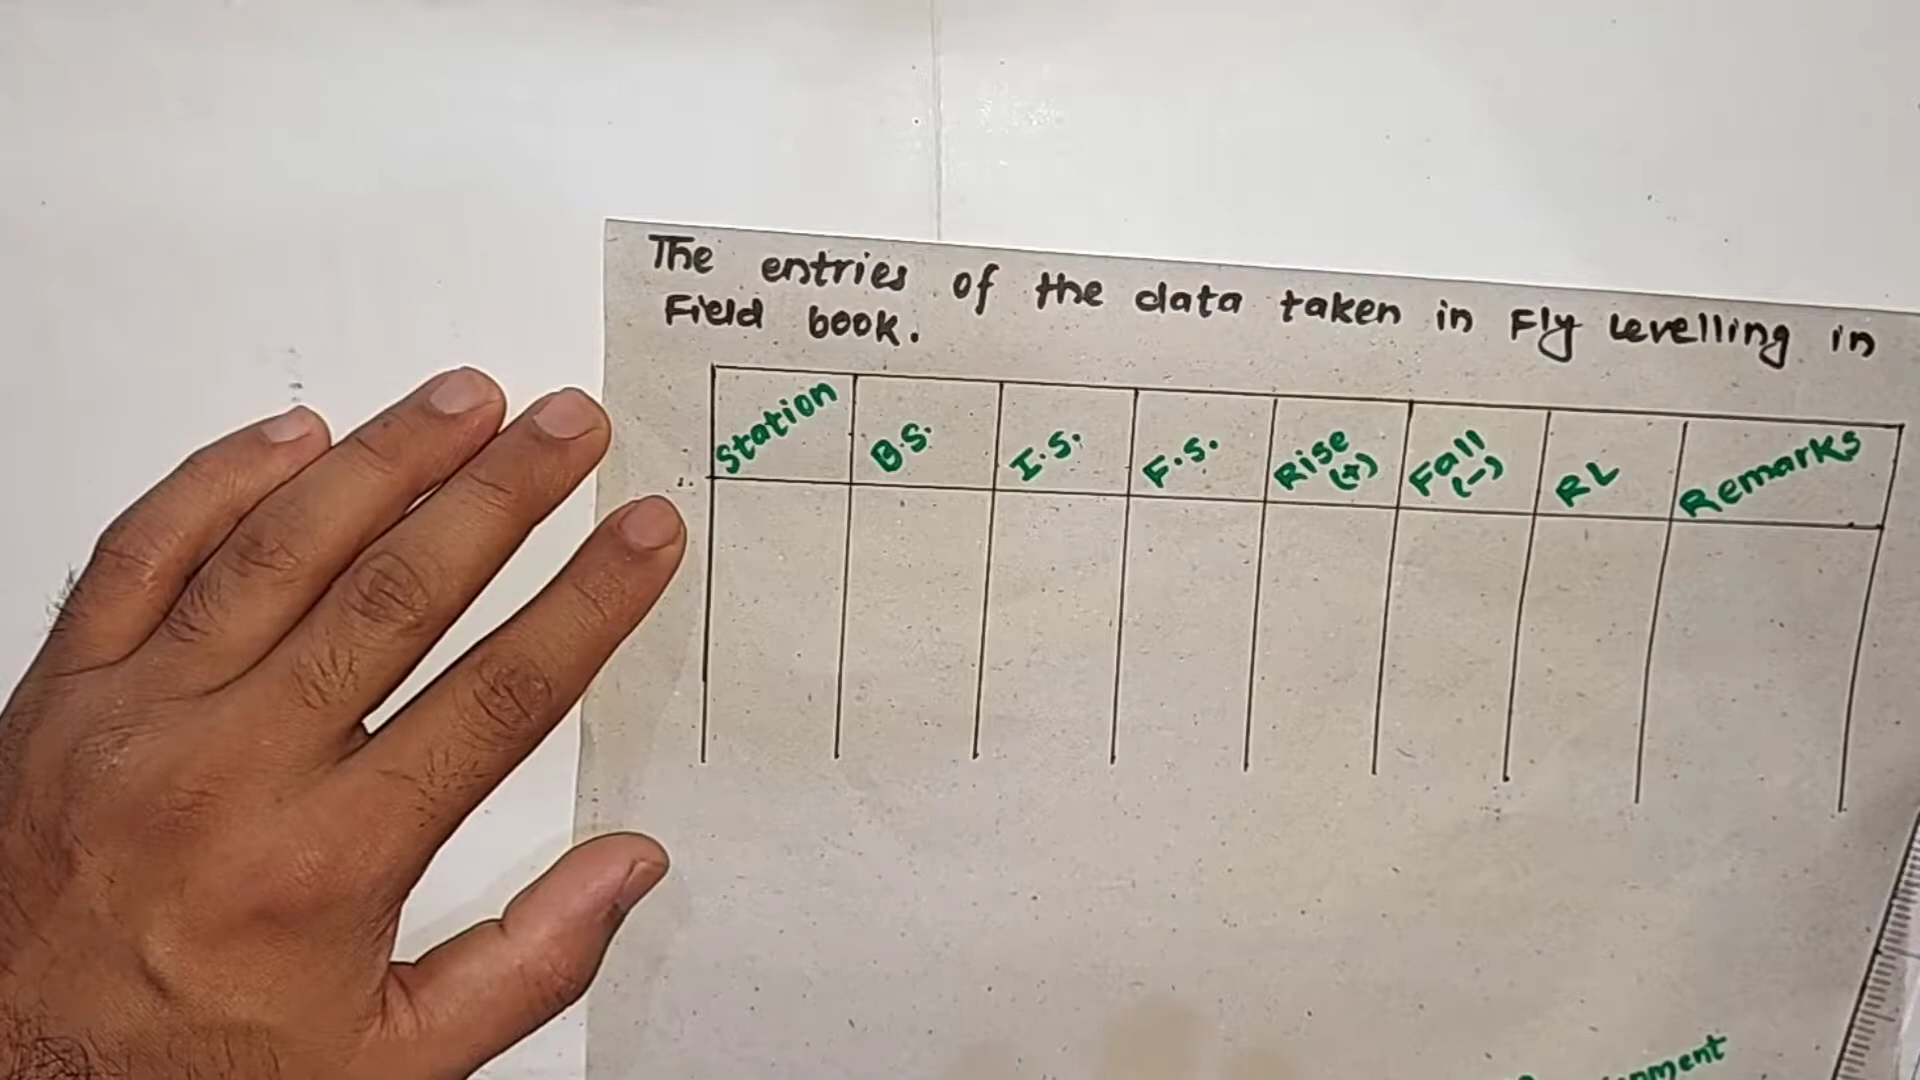 The entries of the data taken in Fly levelling in
Field book.
Station B.S. I.S. F.S. Rise (+) Fall (-) RL Remarks